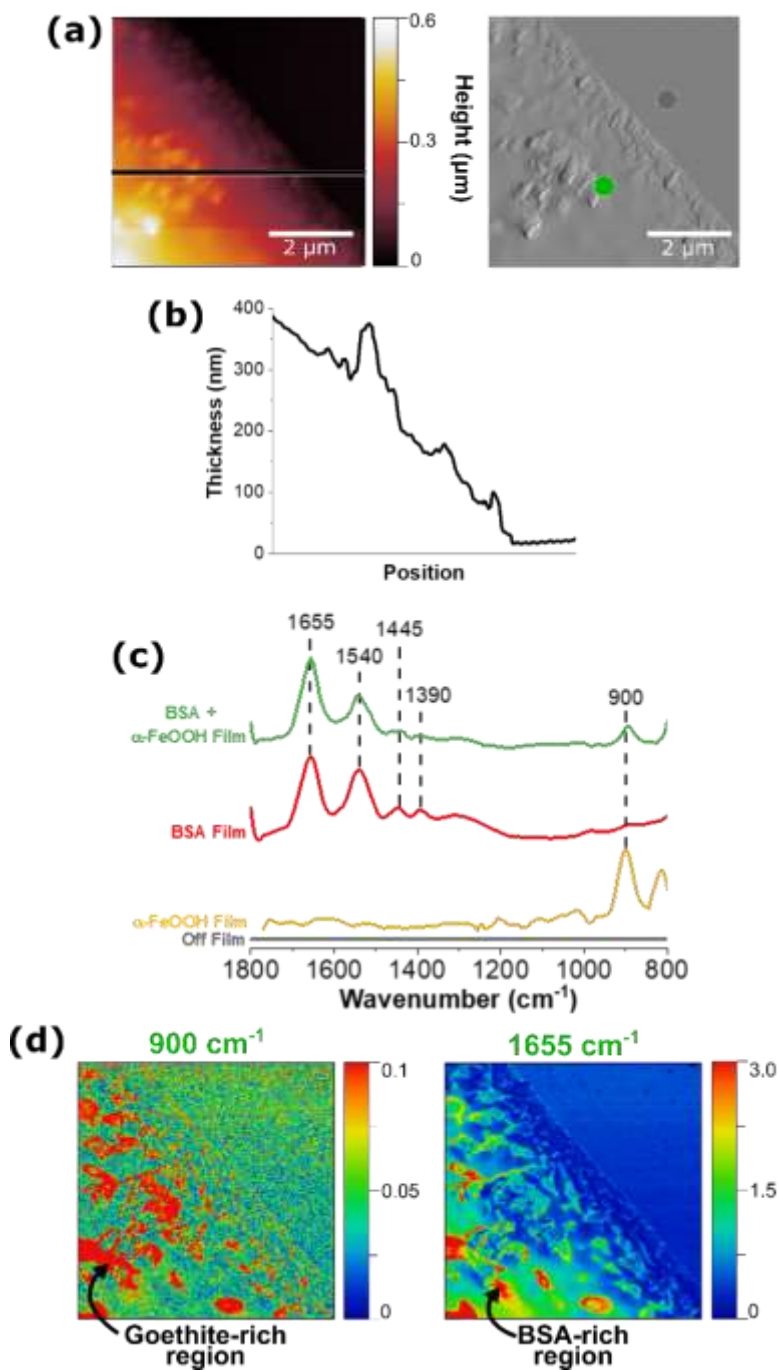 (a)
0.6
0.3
0
Height (μm)
2 μm
2 μm
(b)
400
300
200
100
0
Thickness (nm)
Position
(c)
1655
1540
1445
1390
900
BSA +
α-FeOOH Film
BSA Film
α-FeOOH Film
Off Film
1800 1600 1400 1200 1000 800
Wavenumber (cm⁻¹)
(d)
900 cm⁻¹
1655 cm⁻¹
0.1
0.05
0
3.0
1.5
0
Goethite-rich
region
BSA-rich
region